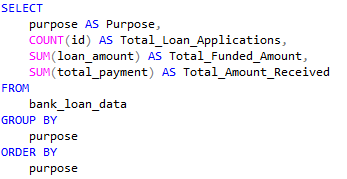 SELECT
purpose AS Purpose,
COUNT(id) AS Total_Loan_Applications,
SUM(loan_amount) AS Total_Funded_Amount,
SUM(total_payment) AS Total_Amount_Received
FROM
bank_loan_data
GROUP BY
purpose
ORDER BY
purpose